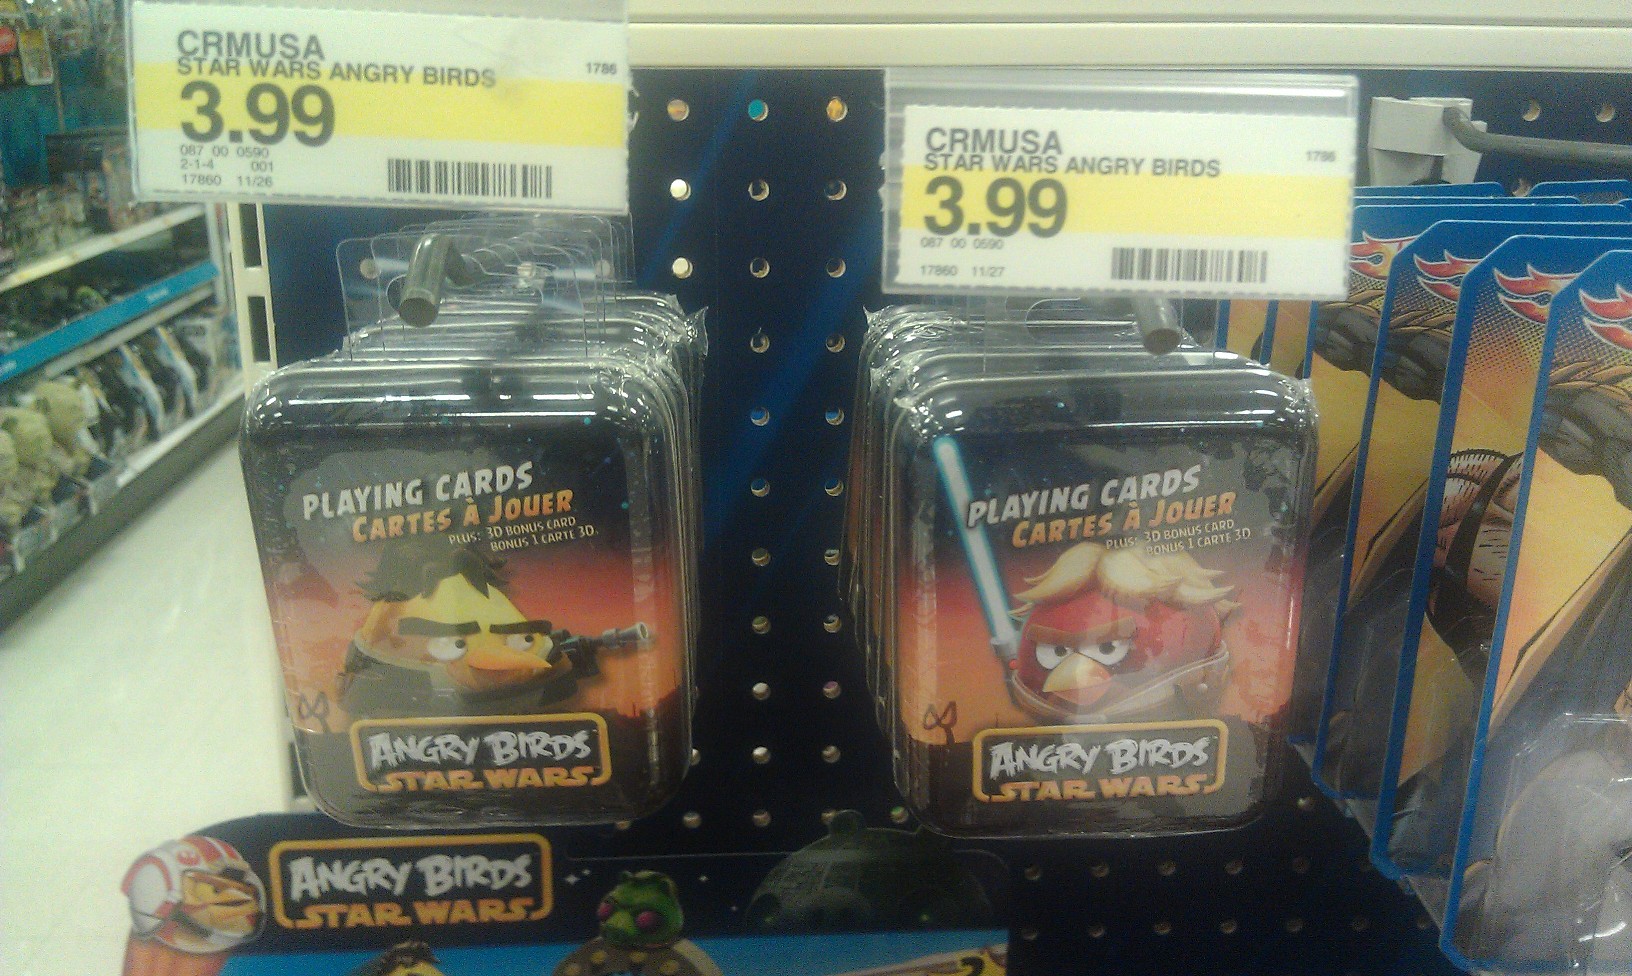 CRMUSA
STAR WARS ANGRY BIRDS
1786
3.99
087 00 0590
2-1-4 001
17860 11/26
CRMUSA
STAR WARS ANGRY BIRDS
1786
3.99
087 00 0590
17860 11/27
PLAYING CARDS
CARTES À JOUER
PLUS: 3D BONUS CARD
BONUS 1 CARTE 3D
ANGRY BIRDS
STAR WARS
PLAYING CARDS
CARTES À JOUER
PLUS: 3D BONUS CARD
BONUS 1 CARTE 3D
ANGRY BIRDS
STAR WARS
ANGRY BIRDS
STAR WARS